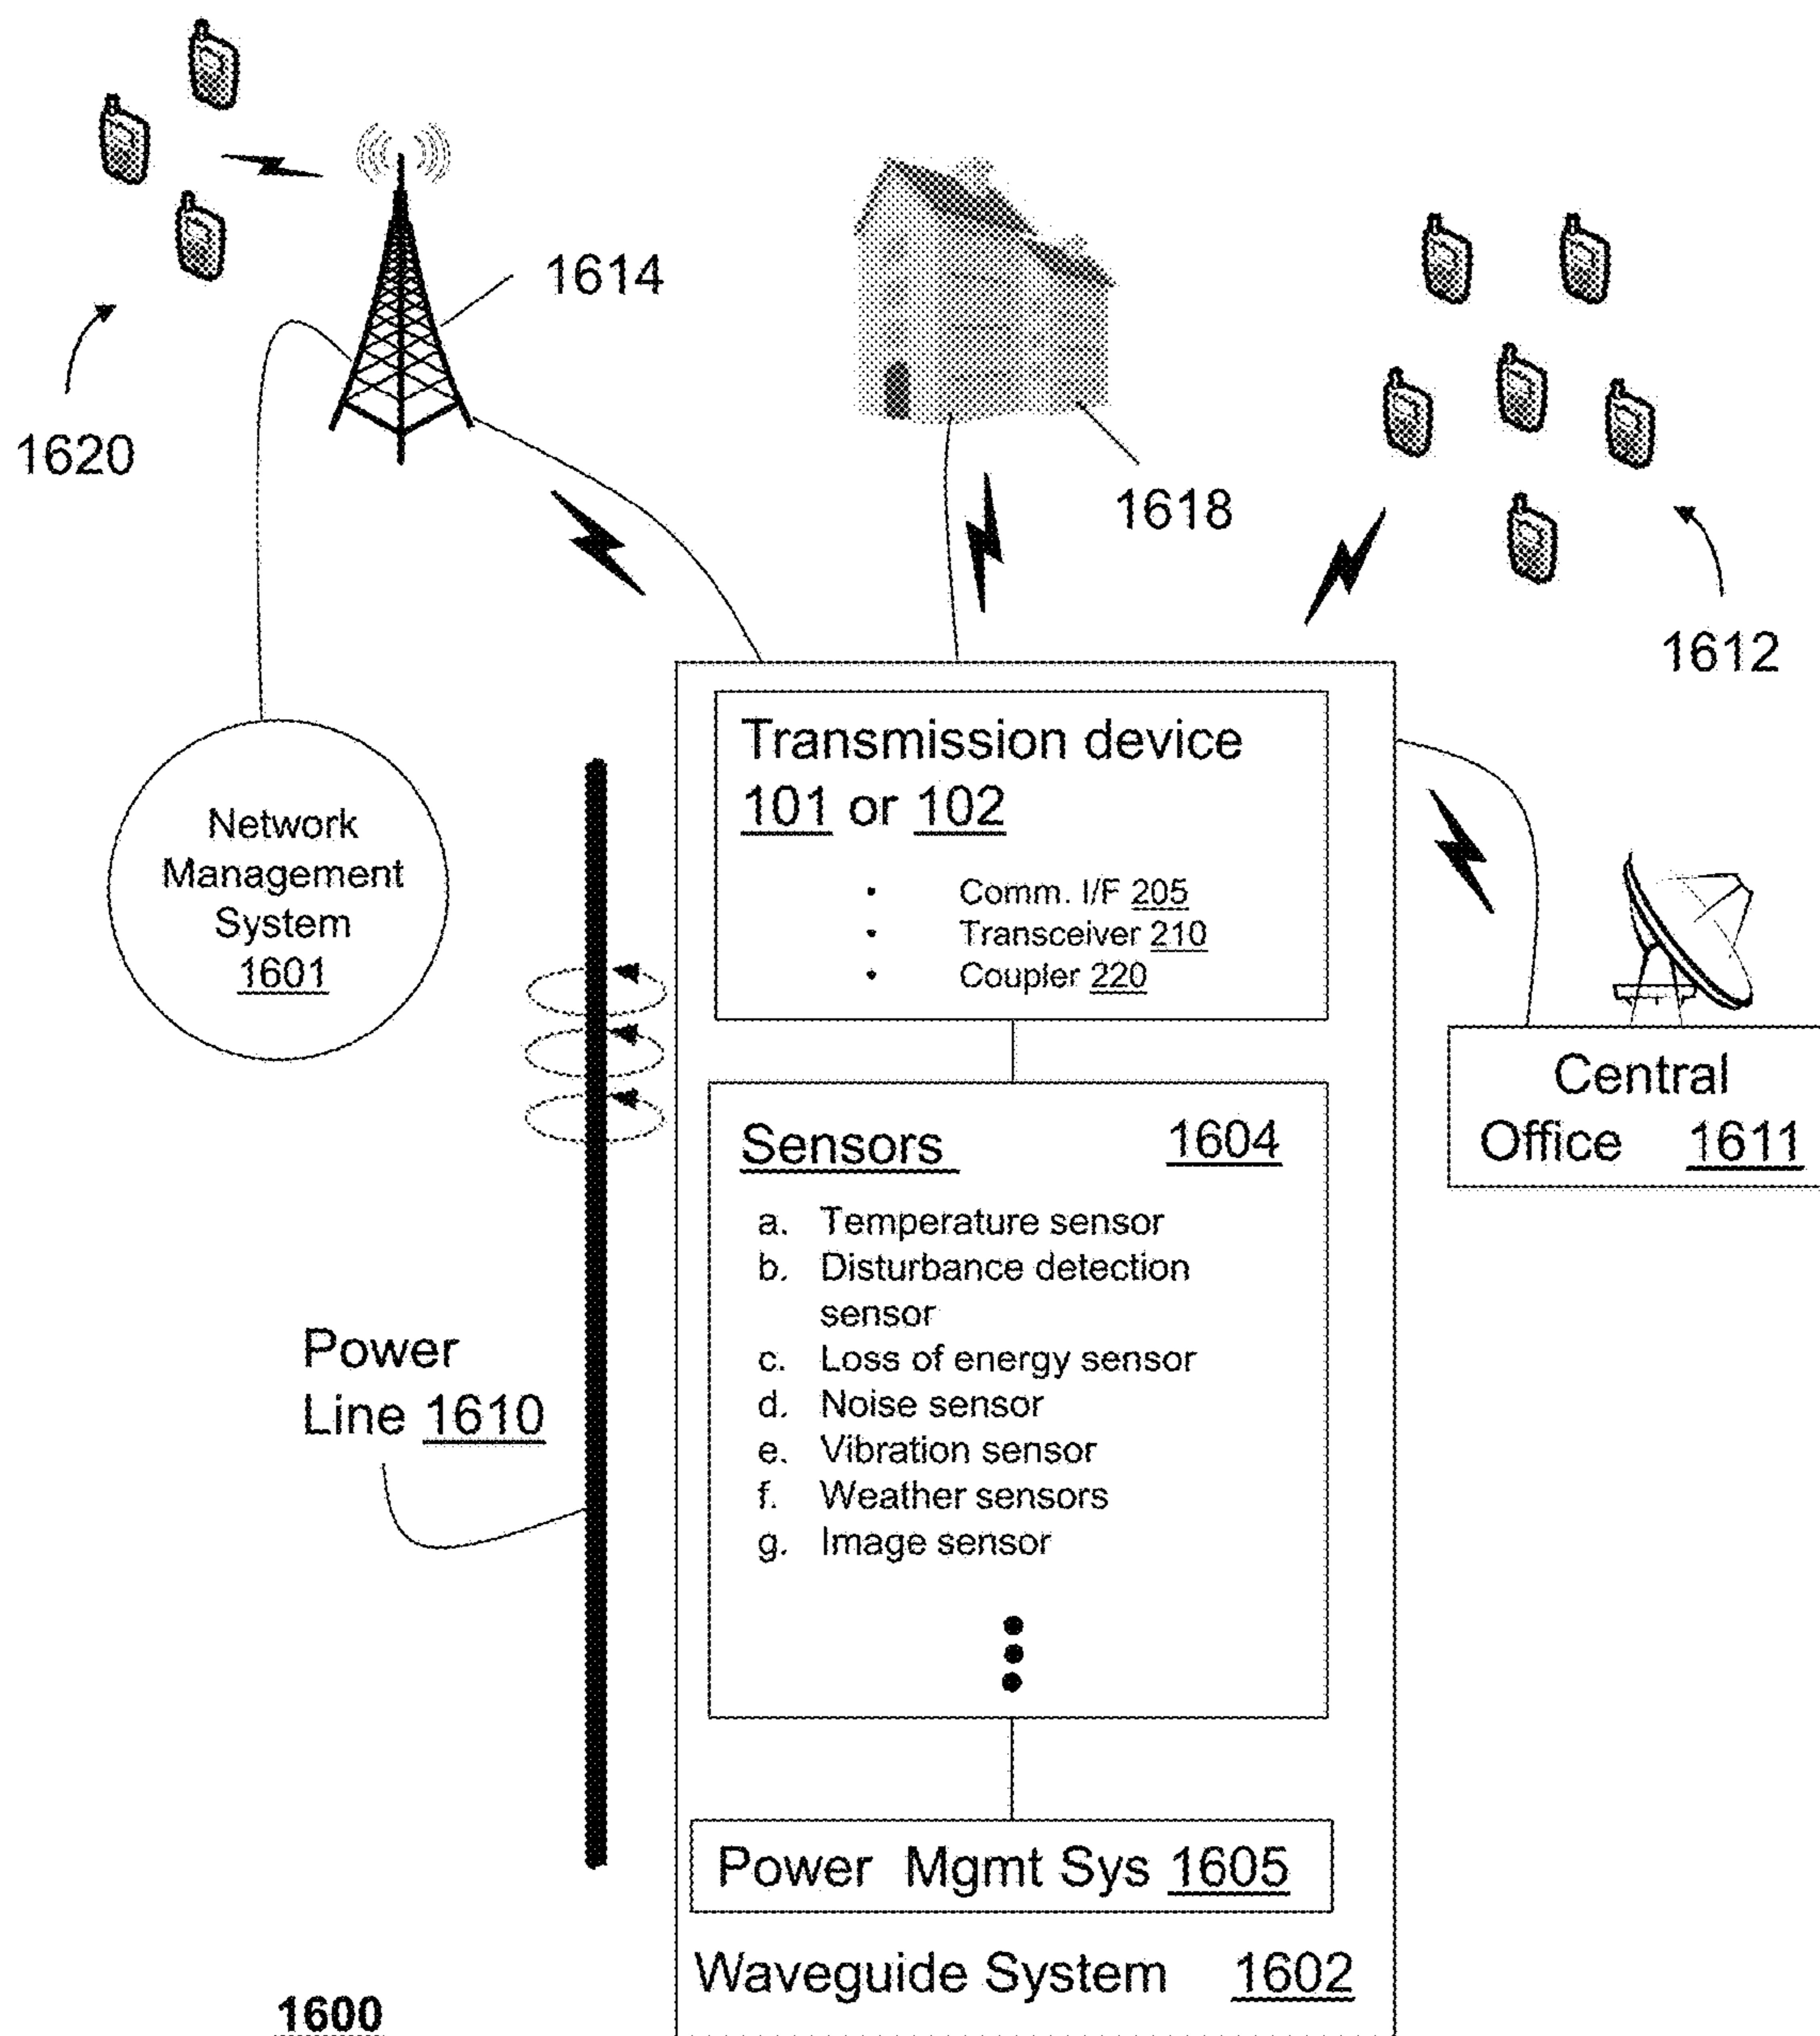 1614
1620
1618
1612
Network
Management
System
1601
Transmission device
101 or 102
• Comm. I/F 205
• Transceiver 210
• Coupler 220
Central
Office 1611
Sensors 1604
a. Temperature sensor
b. Disturbance detection
sensor
c. Loss of energy sensor
d. Noise sensor
e. Vibration sensor
f. Weather sensors
g. Image sensor
Power
Line 1610
Power Mgmt Sys 1605
Waveguide System 1602
1600